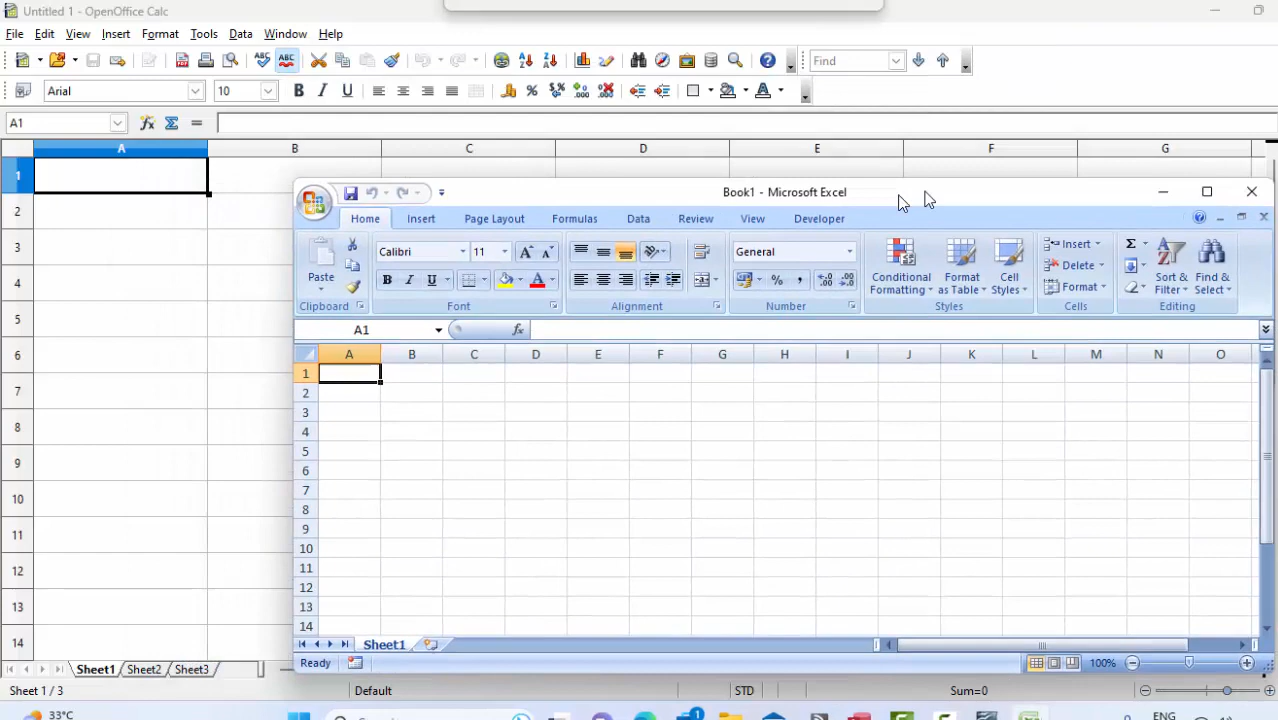 Untitled 1 - OpenOffice Calc
File Edit View Insert Format Tools Data Window Help
ABC ABC Find
Arial 10 B I U
A1
A B C D E F G
1
2
3
4
5
6
7
8
9
10
11
12
13
14
Sheet1 Sheet2 Sheet3
Sheet 1 / 3 Default STD Sum=0
Book1 - Microsoft Excel
Home Insert Page Layout Formulas Data Review View Developer
Calibri 11 General
Paste
Conditional Formatting
Format as Table
Cell Styles
Insert
Delete
Format
Sort & Filter
Find & Select
Clipboard Font Alignment Number Styles Cells Editing
A1 fx
A B C D E F G H I J K L M N O
1
2
3
4
5
6
7
8
9
10
11
12
13
14
Sheet1
Ready 100%
33°C
ENG